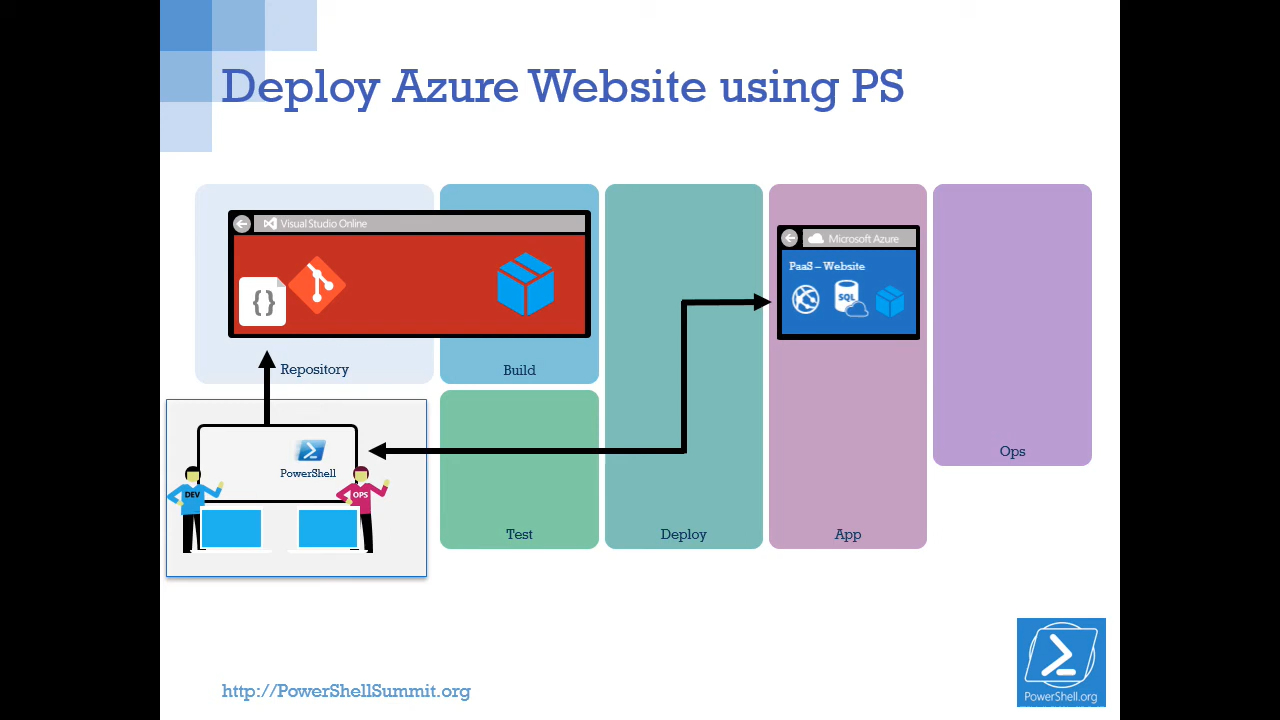 Deploy Azure Website using PS
Visual Studio Online
{}
Repository
Build
Microsoft Azure
PaaS – Website
SQL
Ops
PowerShell
DEV
OPS
Test
Deploy
App
http://PowerShellSummit.org
PowerShell.org